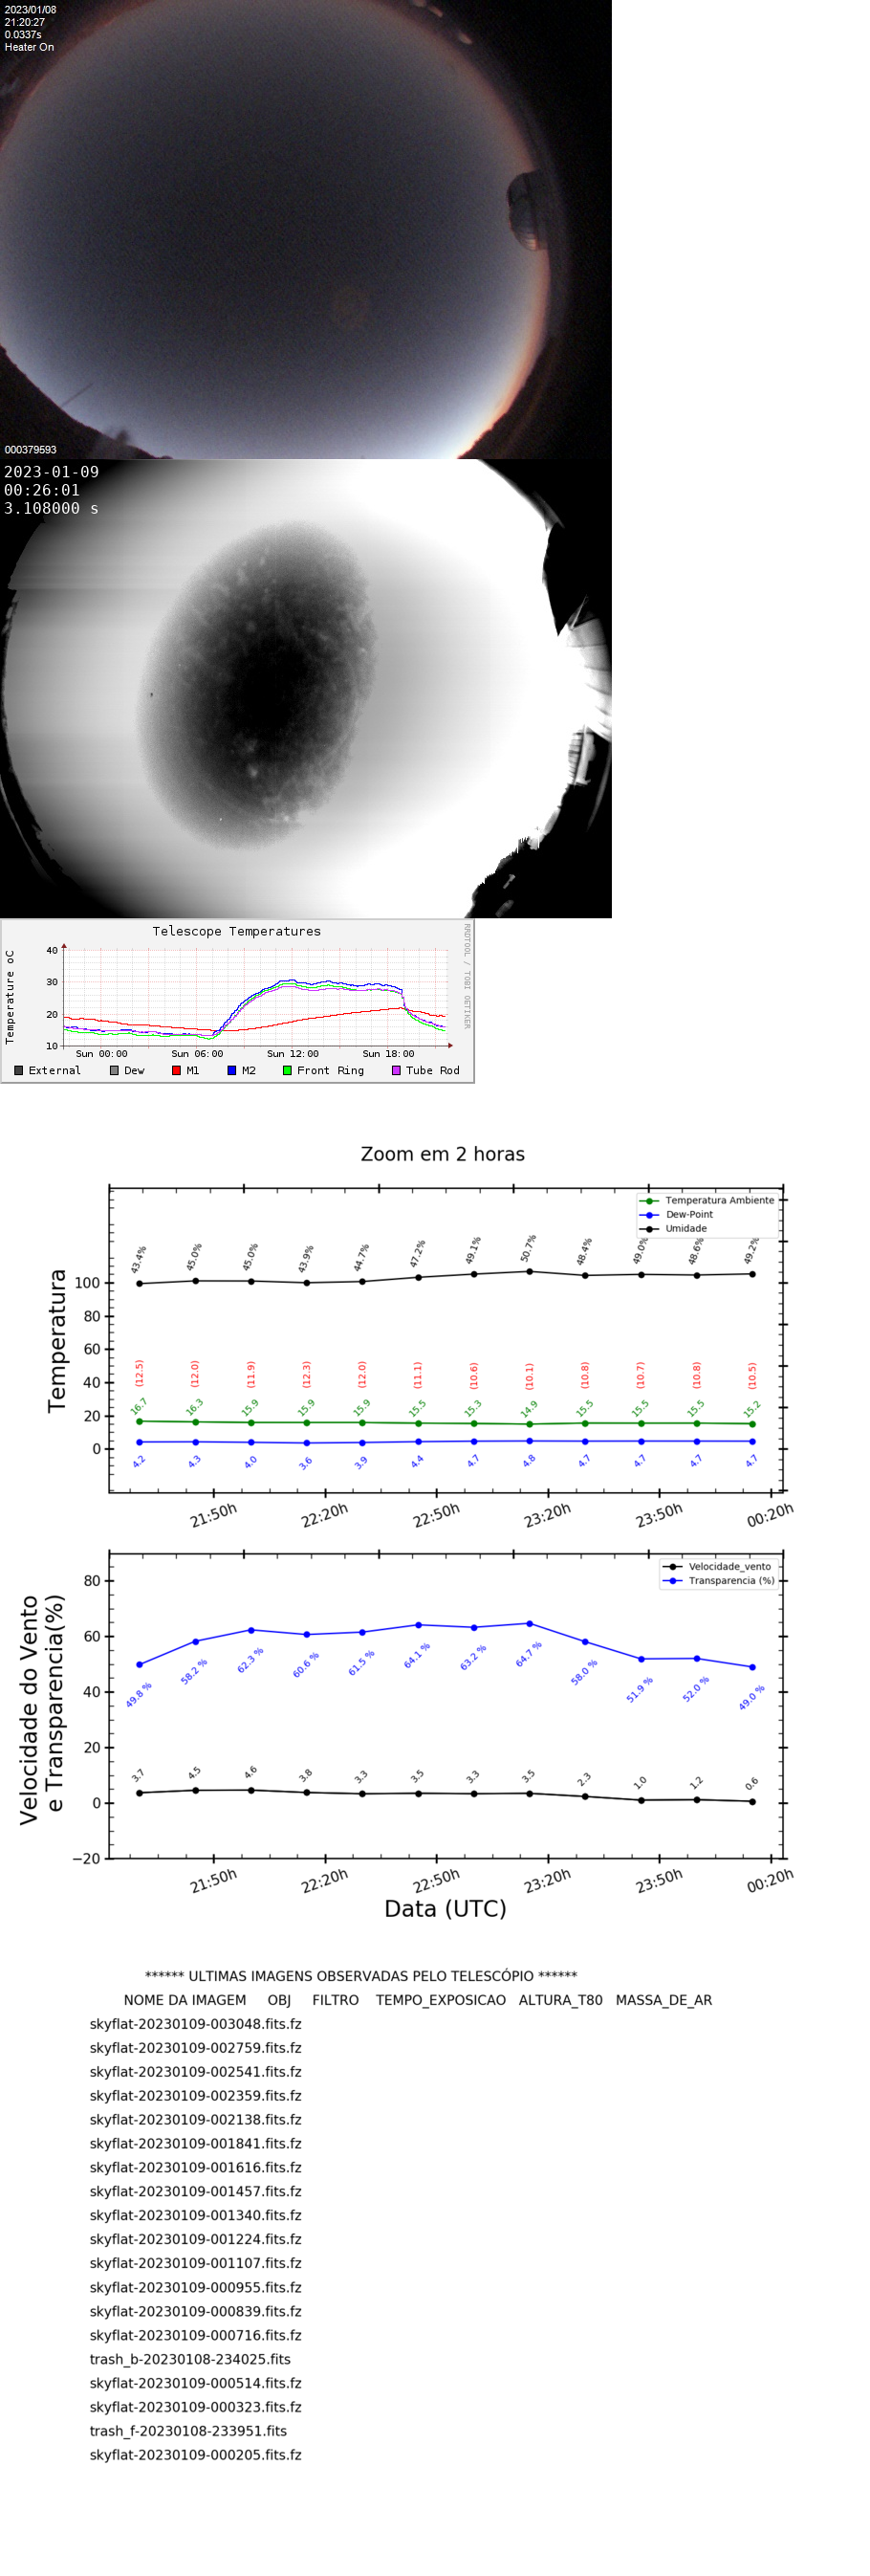 2023/01/08
21:20:27
0.0337s
Heater On
000379593
2023-01-09
00:26:01
3.108000 s
Telescope Temperatures
RRDTOOL / TOBI OETIKER
Temperature oC
40
30
20
10
Sun 00:00 Sun 06:00 Sun 12:00 Sun 18:00
External Dew M1 M2 Front Ring Tube Rod
Zoom em 2 horas
Temperatura Ambiente
Dew-Point
Umidade
43.4% 45.0% 45.0% 43.9% 44.7% 47.2% 49.1% 50.7% 48.4% 49.0% 48.6% 49.2%
Temperatura
100
80
60
40
20
0
(12.5) (12.0) (11.9) (12.3) (12.0) (11.1) (10.6) (10.1) (10.8) (10.7) (10.8) (10.5)
16.7 16.3 15.9 15.9 15.9 15.5 15.3 14.9 15.5 15.5 15.5 15.2
4.2 4.3 4.0 3.6 3.9 4.4 4.7 4.8 4.7 4.7 4.7 4.7
21:50h 22:20h 22:50h 23:20h 23:50h 00:20h
Velocidade_vento
Transparencia (%)
Velocidade do Vento
e Transparencia(%)
80
60
40
20
0
−20
49.8 % 58.2 % 62.3 % 60.6 % 61.5 % 64.1 % 63.2 % 64.7 % 58.0 % 51.9 % 52.0 % 49.0 %
3.7 4.5 4.6 3.8 3.3 3.5 3.3 3.5 2.3 1.0 1.2 0.6
21:50h 22:20h 22:50h 23:20h 23:50h 00:20h
Data (UTC)
****** ULTIMAS IMAGENS OBSERVADAS PELO TELESCÓPIO ******
NOME DA IMAGEM OBJ FILTRO TEMPO_EXPOSICAO ALTURA_T80 MASSA_DE_AR
skyflat-20230109-003048.fits.fz
skyflat-20230109-002759.fits.fz
skyflat-20230109-002541.fits.fz
skyflat-20230109-002359.fits.fz
skyflat-20230109-002138.fits.fz
skyflat-20230109-001841.fits.fz
skyflat-20230109-001616.fits.fz
skyflat-20230109-001457.fits.fz
skyflat-20230109-001340.fits.fz
skyflat-20230109-001224.fits.fz
skyflat-20230109-001107.fits.fz
skyflat-20230109-000955.fits.fz
skyflat-20230109-000839.fits.fz
skyflat-20230109-000716.fits.fz
trash_b-20230108-234025.fits
skyflat-20230109-000514.fits.fz
skyflat-20230109-000323.fits.fz
trash_f-20230108-233951.fits
skyflat-20230109-000205.fits.fz